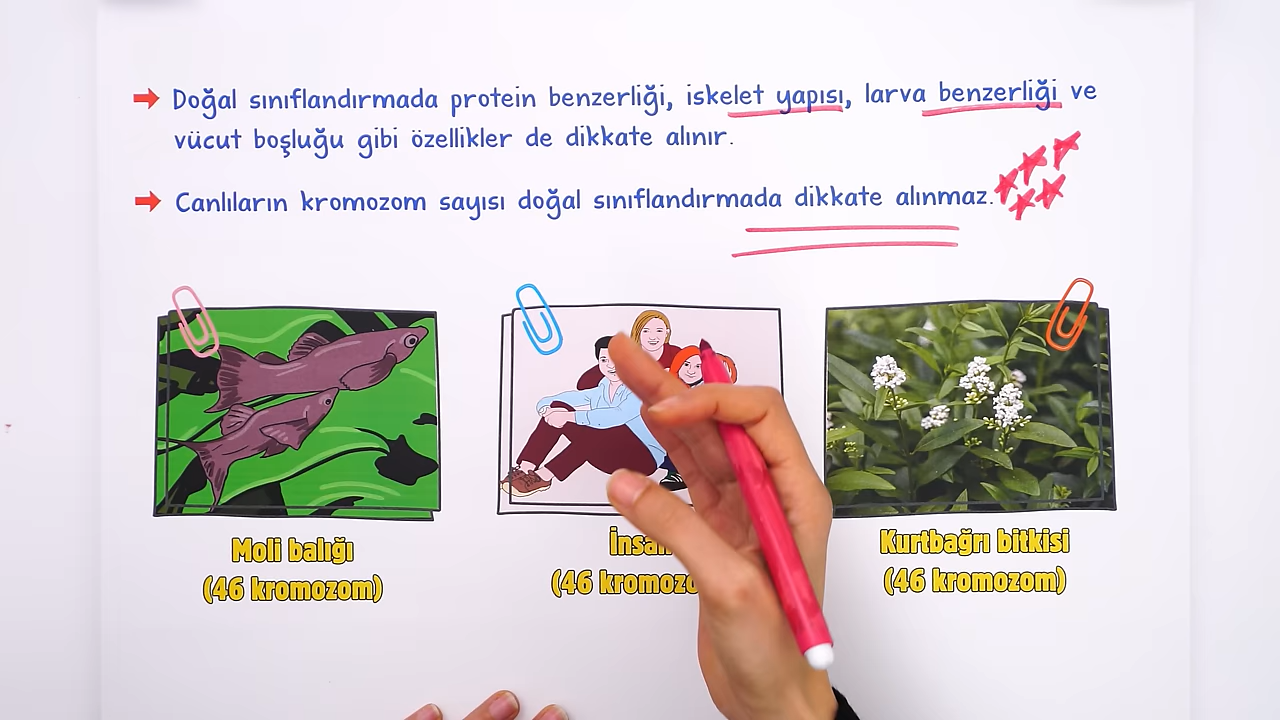 Doğal sınıflandırmada protein benzerliği, iskelet yapısı, larva benzerliği ve
vücut boşluğu gibi özellikler de dikkate alınır.
Canlıların kromozom sayısı doğal sınıflandırmada dikkate alınmaz.
Moli balığı
(46 kromozom)
İnsan
(46
Kurtbağrı bitkisi
(46 kromozom)